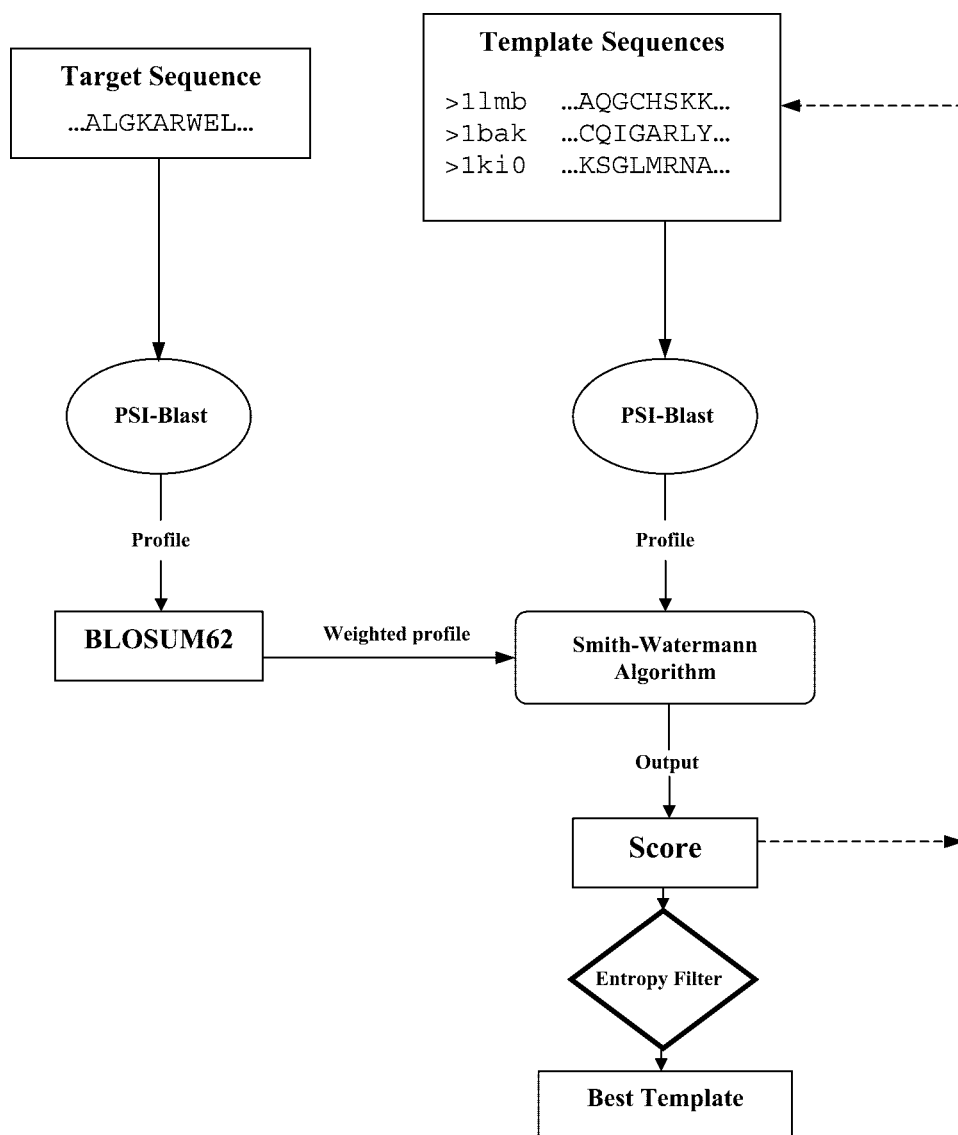 Target Sequence
...ALGKARWEL...
Template Sequences
>1lmb ...AQGCHSKK...
>1bak ...CQIGARLY...
>1ki0 ...KSGLMRNA...
PSI-Blast
PSI-Blast
Profile
Profile
BLOSUM62
Weighted profile
Smith-Watermann
Algorithm
Output
Score
Entropy Filter
Best Template